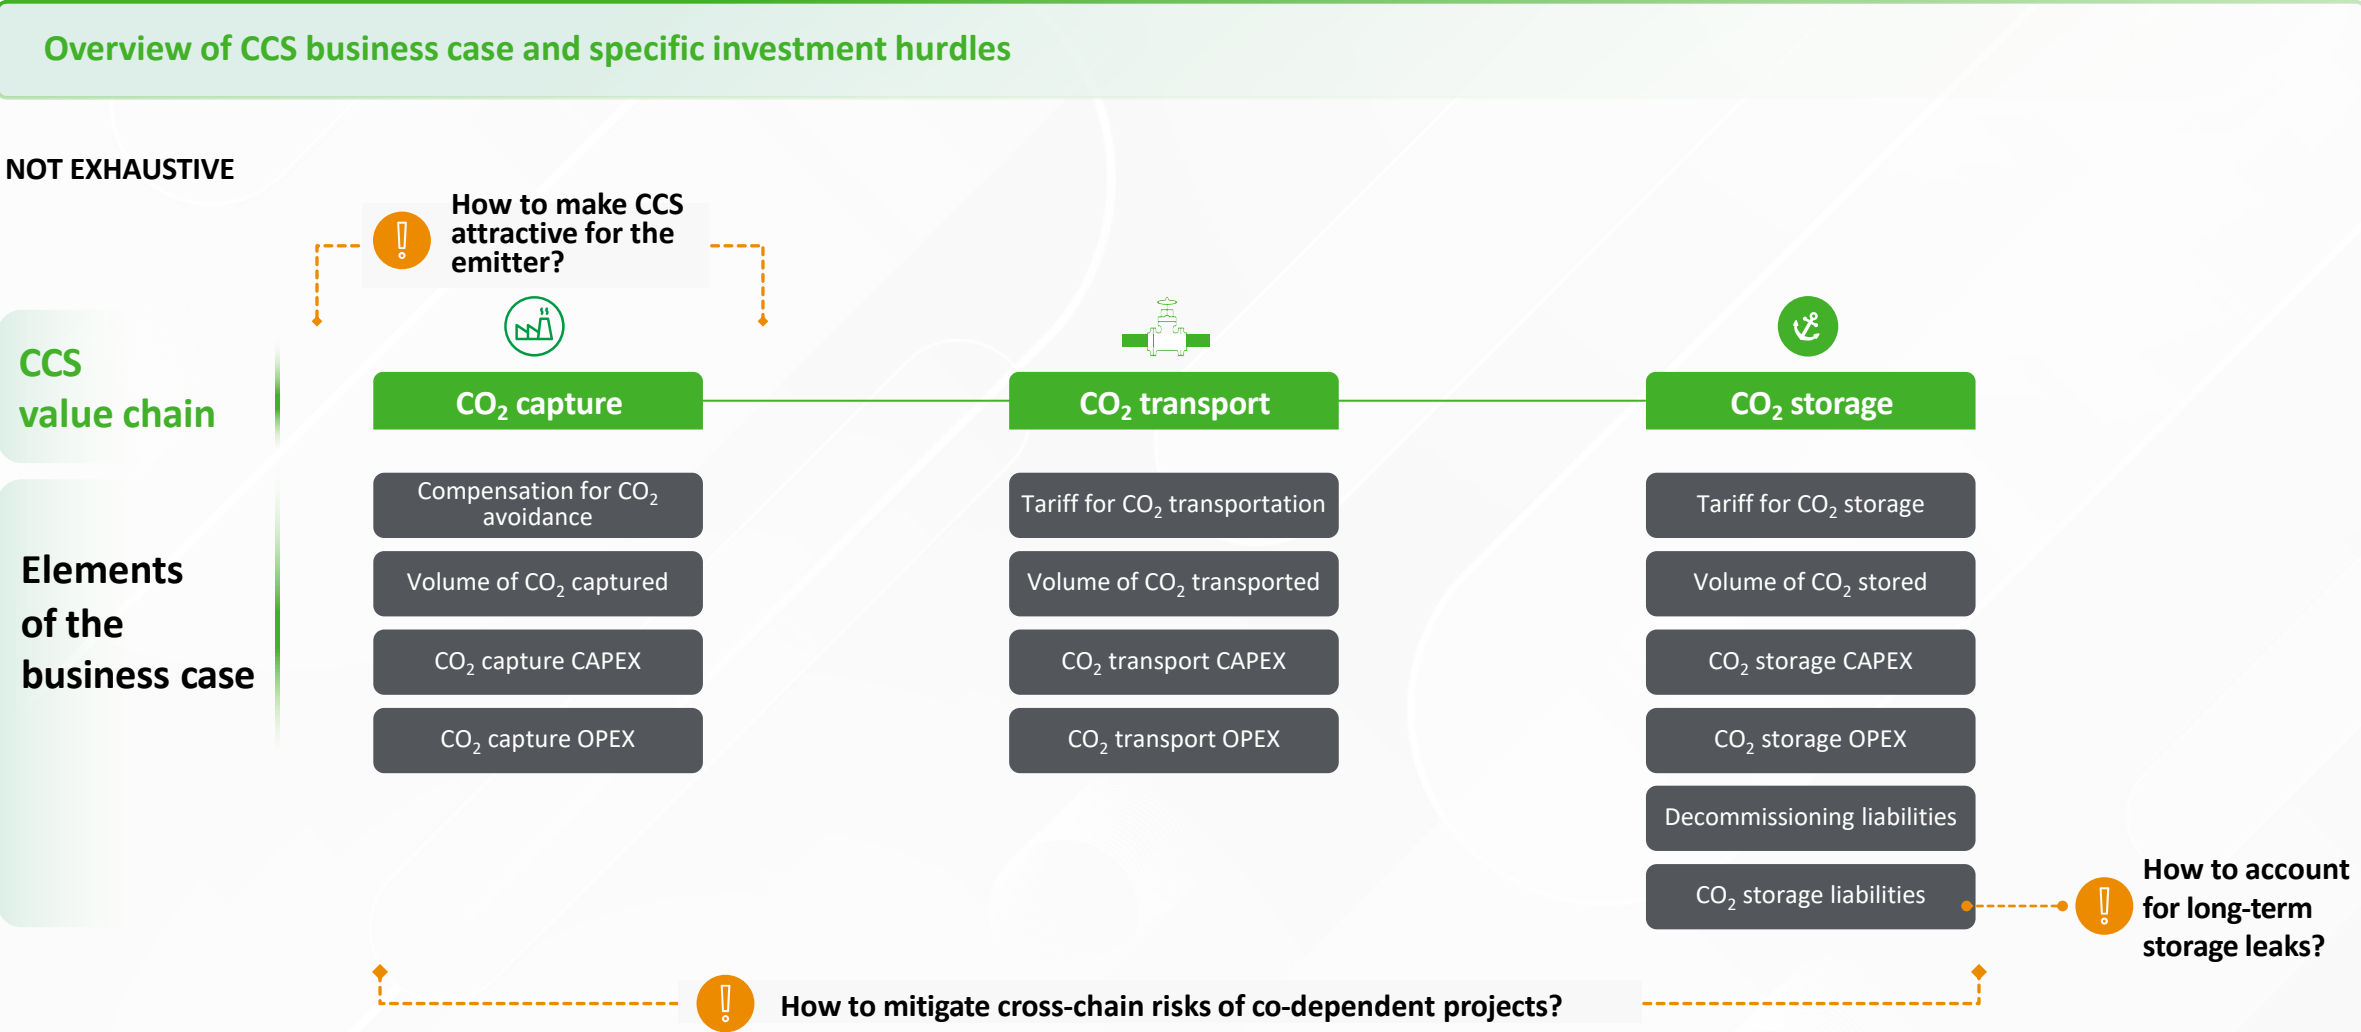 Overview of CCS business case and specific investment hurdles
NOT EXHAUSTIVE
How to make CCS
attractive for the
emitter?
CCS
value chain
CO₂ capture
CO₂ transport
CO₂ storage
Elements
of the
business case
Compensation for CO₂
avoidance
Volume of CO₂ captured
CO₂ capture CAPEX
CO₂ capture OPEX
Tariff for CO₂ transportation
Volume of CO₂ transported
CO₂ transport CAPEX
CO₂ transport OPEX
Tariff for CO₂ storage
Volume of CO₂ stored
CO₂ storage CAPEX
CO₂ storage OPEX
Decommissioning liabilities
CO₂ storage liabilities
How to account
for long-term
storage leaks?
How to mitigate cross-chain risks of co-dependent projects?